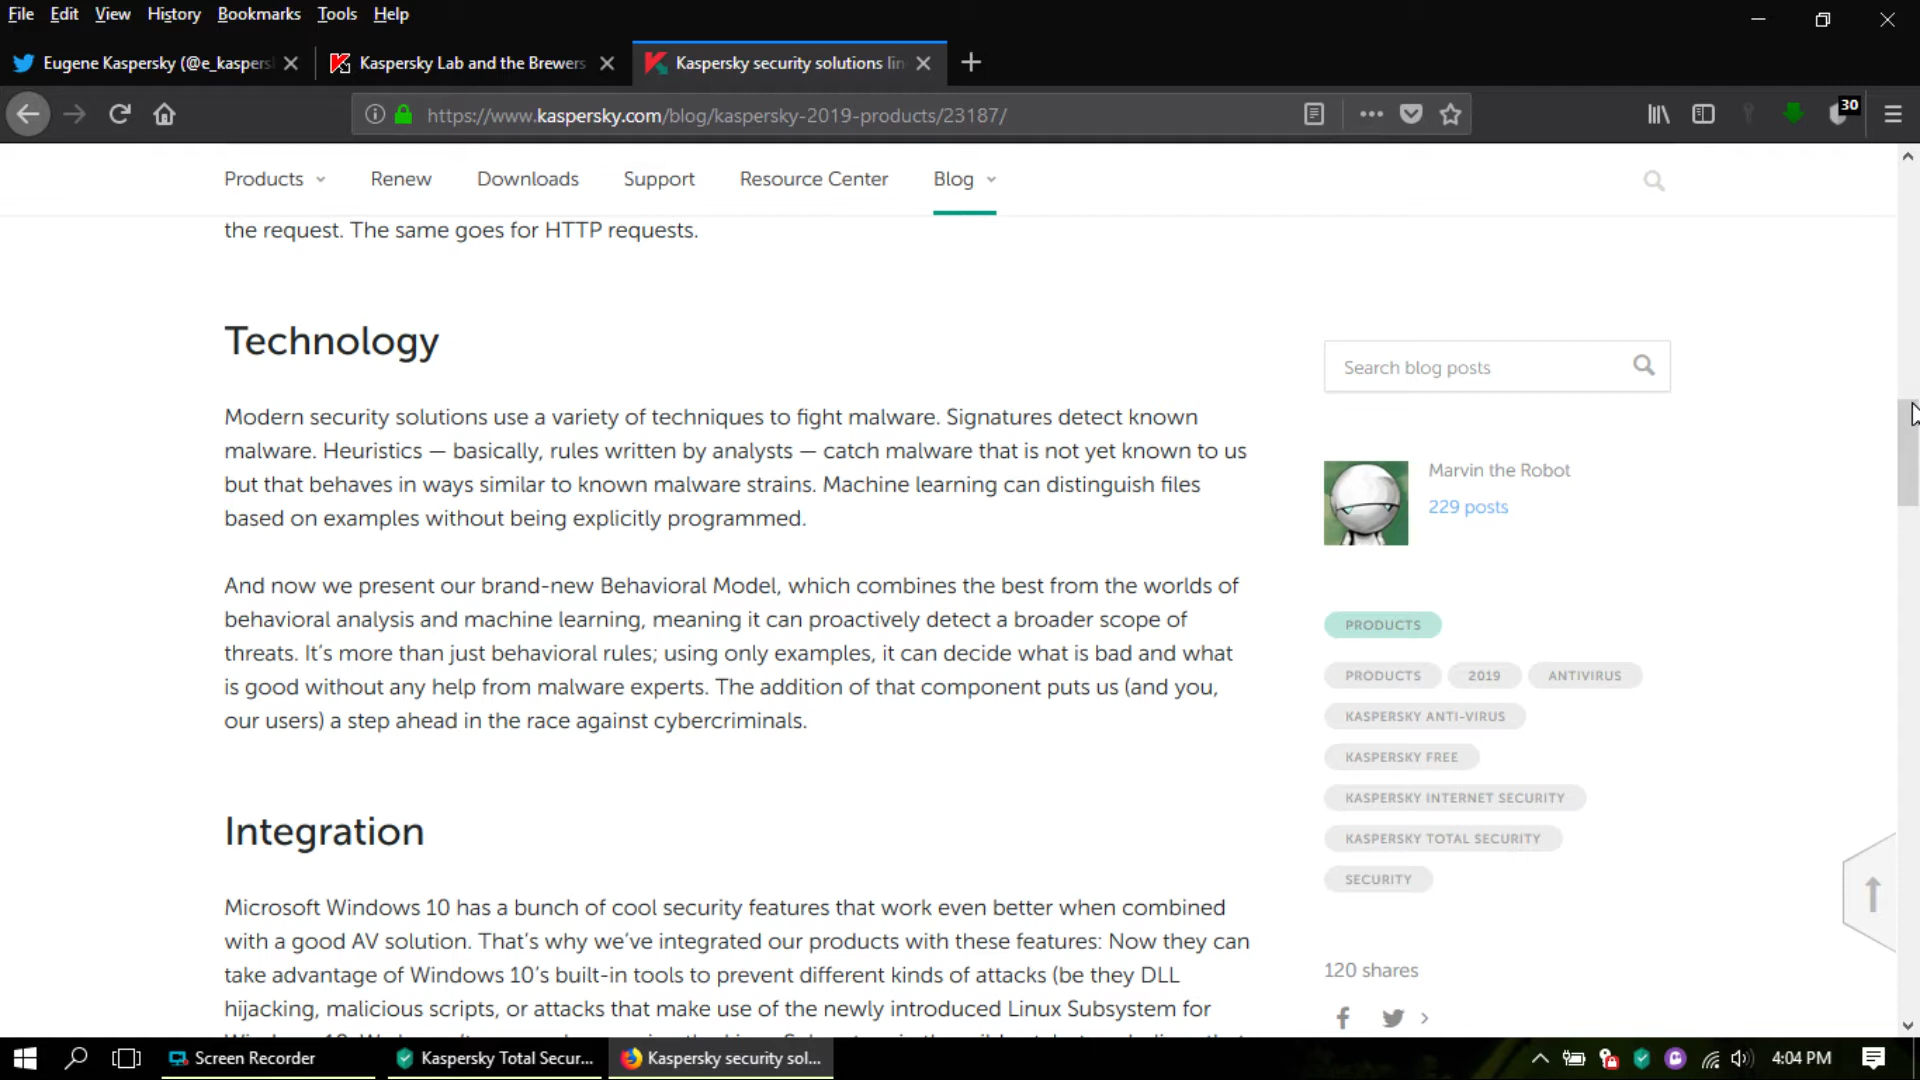 File Edit View History Bookmarks Tools Help
Eugene Kaspersky (@e_kaspers
Kaspersky Lab and the Brewers
Kaspersky security solutions lin
https://www.kaspersky.com/blog/kaspersky-2019-products/23187/
30
Products Renew Downloads Support Resource Center Blog
the request. The same goes for HTTP requests.
Technology
Modern security solutions use a variety of techniques to fight malware. Signatures detect known
malware. Heuristics — basically, rules written by analysts — catch malware that is not yet known to us
but that behaves in ways similar to known malware strains. Machine learning can distinguish files
based on examples without being explicitly programmed.
And now we present our brand-new Behavioral Model, which combines the best from the worlds of
behavioral analysis and machine learning, meaning it can proactively detect a broader scope of
threats. It's more than just behavioral rules; using only examples, it can decide what is bad and what
is good without any help from malware experts. The addition of that component puts us (and you,
our users) a step ahead in the race against cybercriminals.
Integration
Microsoft Windows 10 has a bunch of cool security features that work even better when combined
with a good AV solution. That's why we've integrated our products with these features: Now they can
take advantage of Windows 10's built-in tools to prevent different kinds of attacks (be they DLL
hijacking, malicious scripts, or attacks that make use of the newly introduced Linux Subsystem for
Search blog posts
Marvin the Robot
229 posts
PRODUCTS
PRODUCTS 2019 ANTIVIRUS
KASPERSKY ANTI-VIRUS
KASPERSKY FREE
KASPERSKY INTERNET SECURITY
KASPERSKY TOTAL SECURITY
SECURITY
120 shares
Screen Recorder
Kaspersky Total Secur...
Kaspersky security sol...
4:04 PM